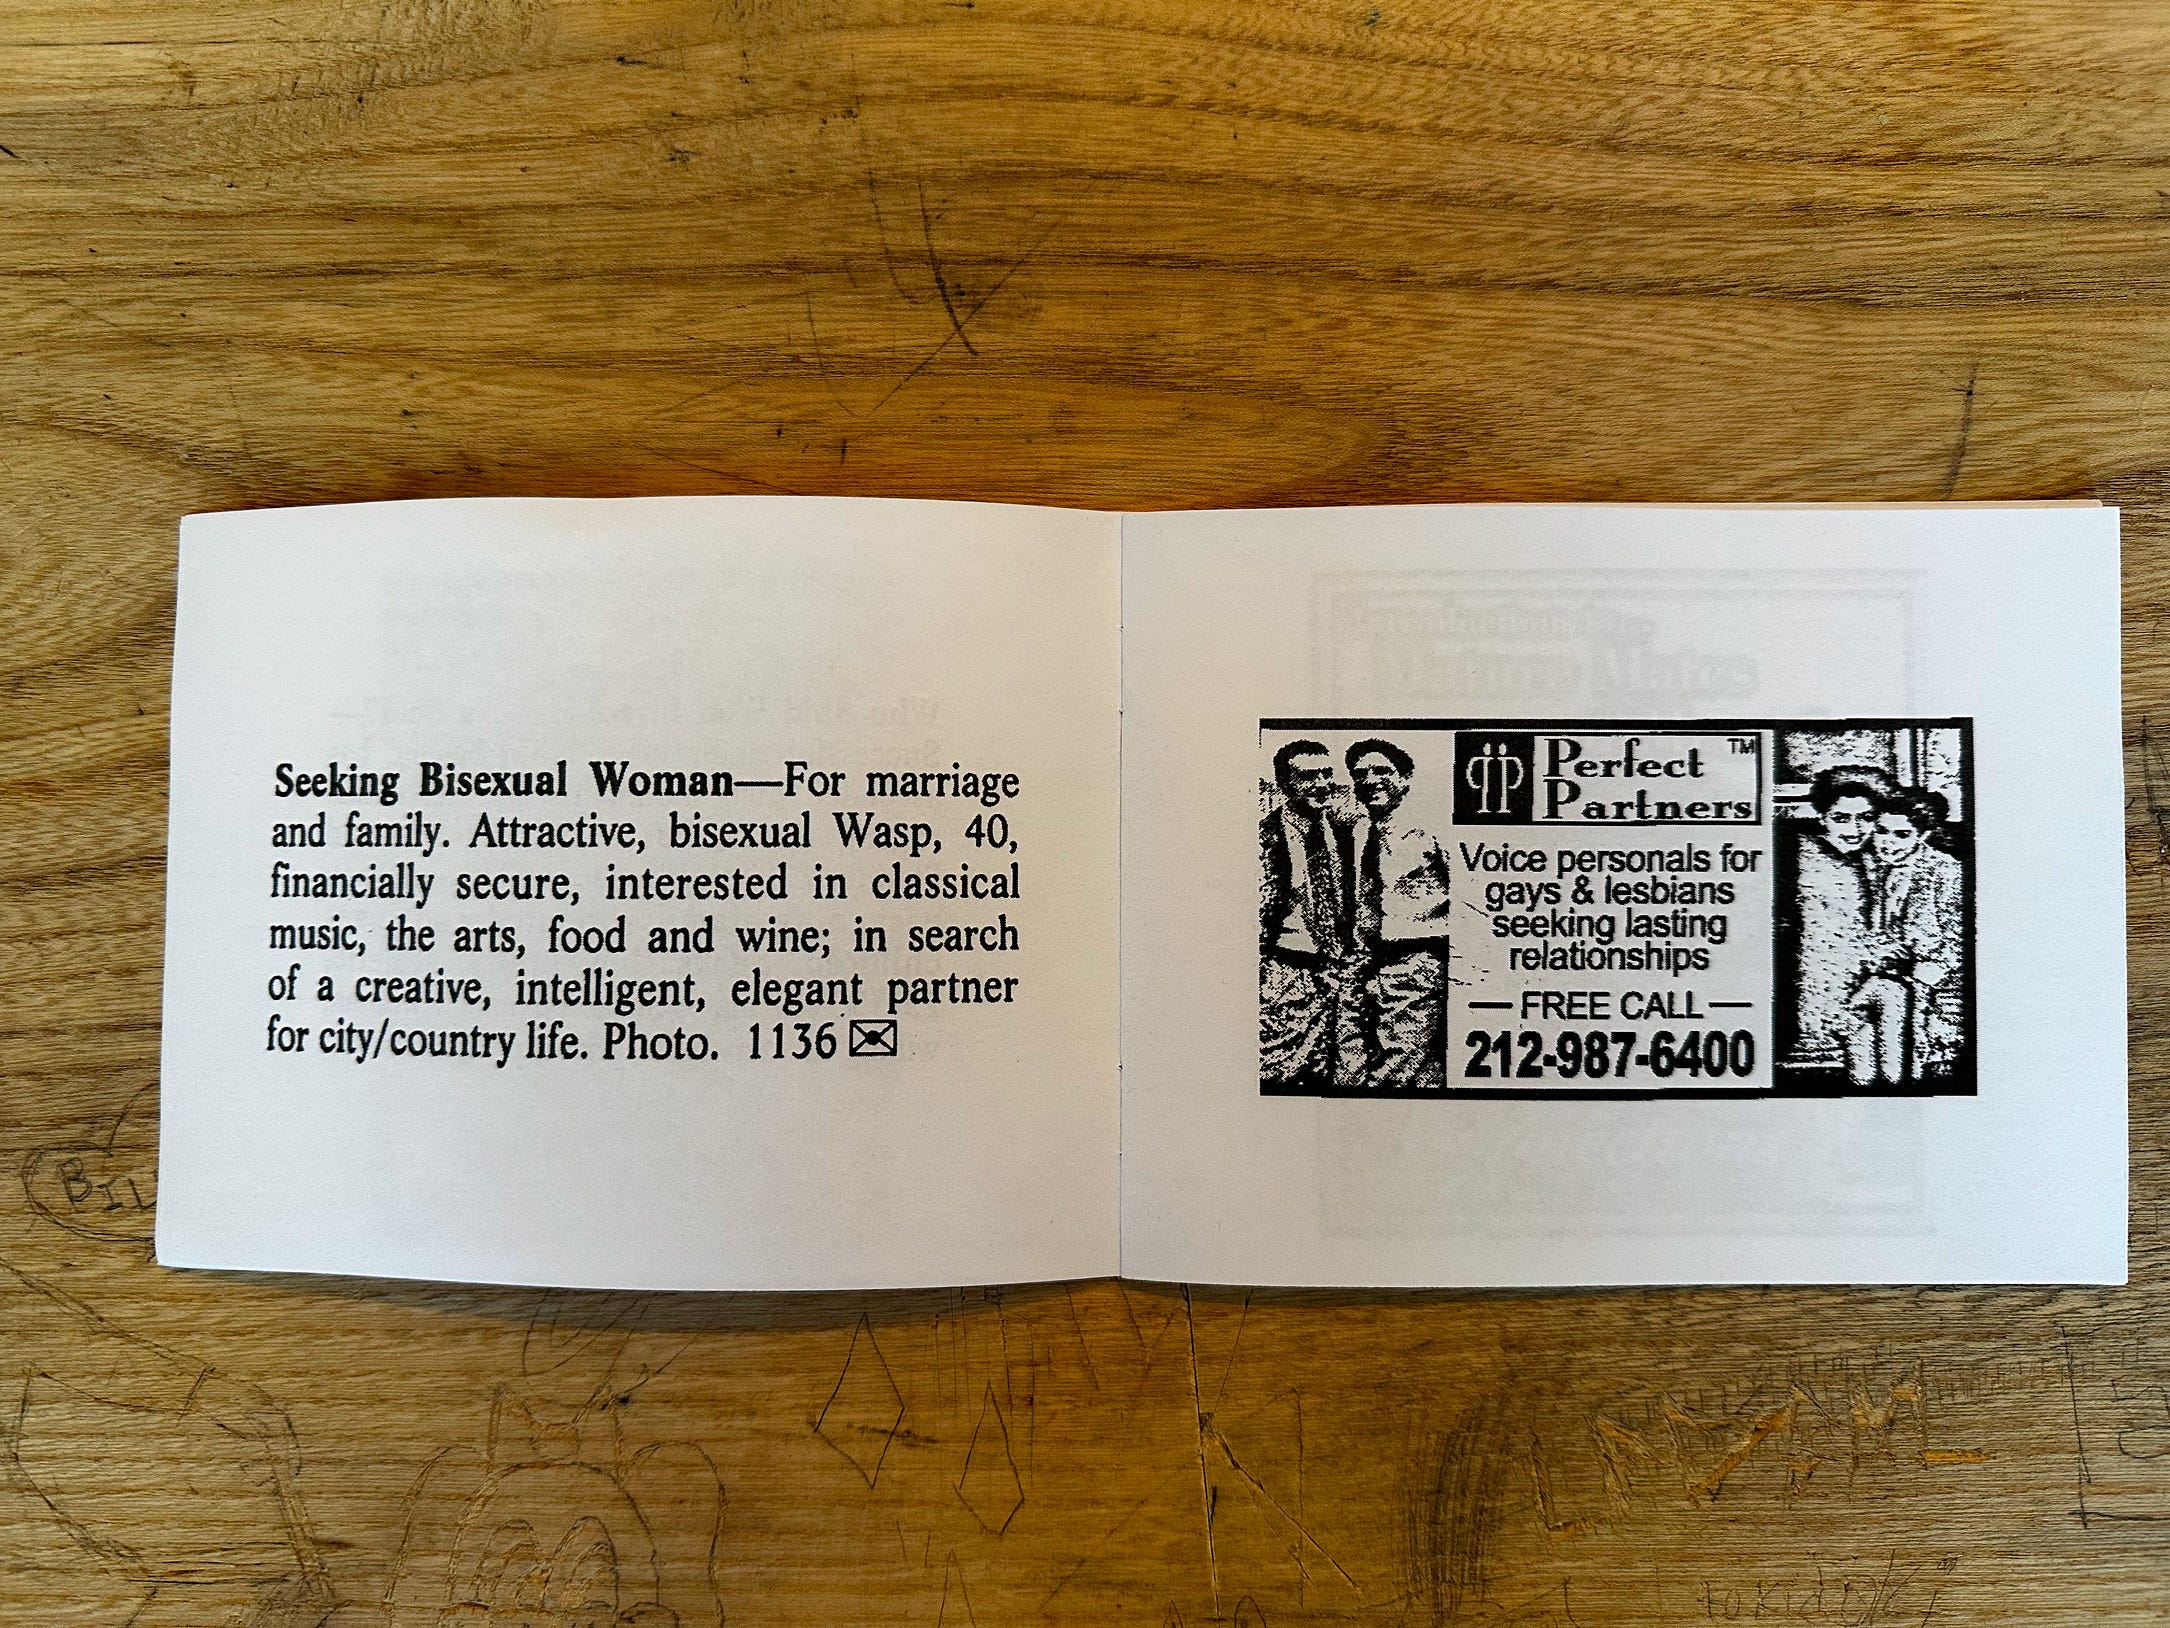 Seeking Bisexual Woman—For marriage
and family. Attractive, bisexual Wasp, 40,
financially secure, interested in classical
music, the arts, food and wine; in search
of a creative, intelligent, elegant partner
for city/country life. Photo. 1136
Perfect TM
Partners
Voice personals for
gays & lesbians
seeking lasting
relationships
— FREE CALL —
212-987-6400
BIL